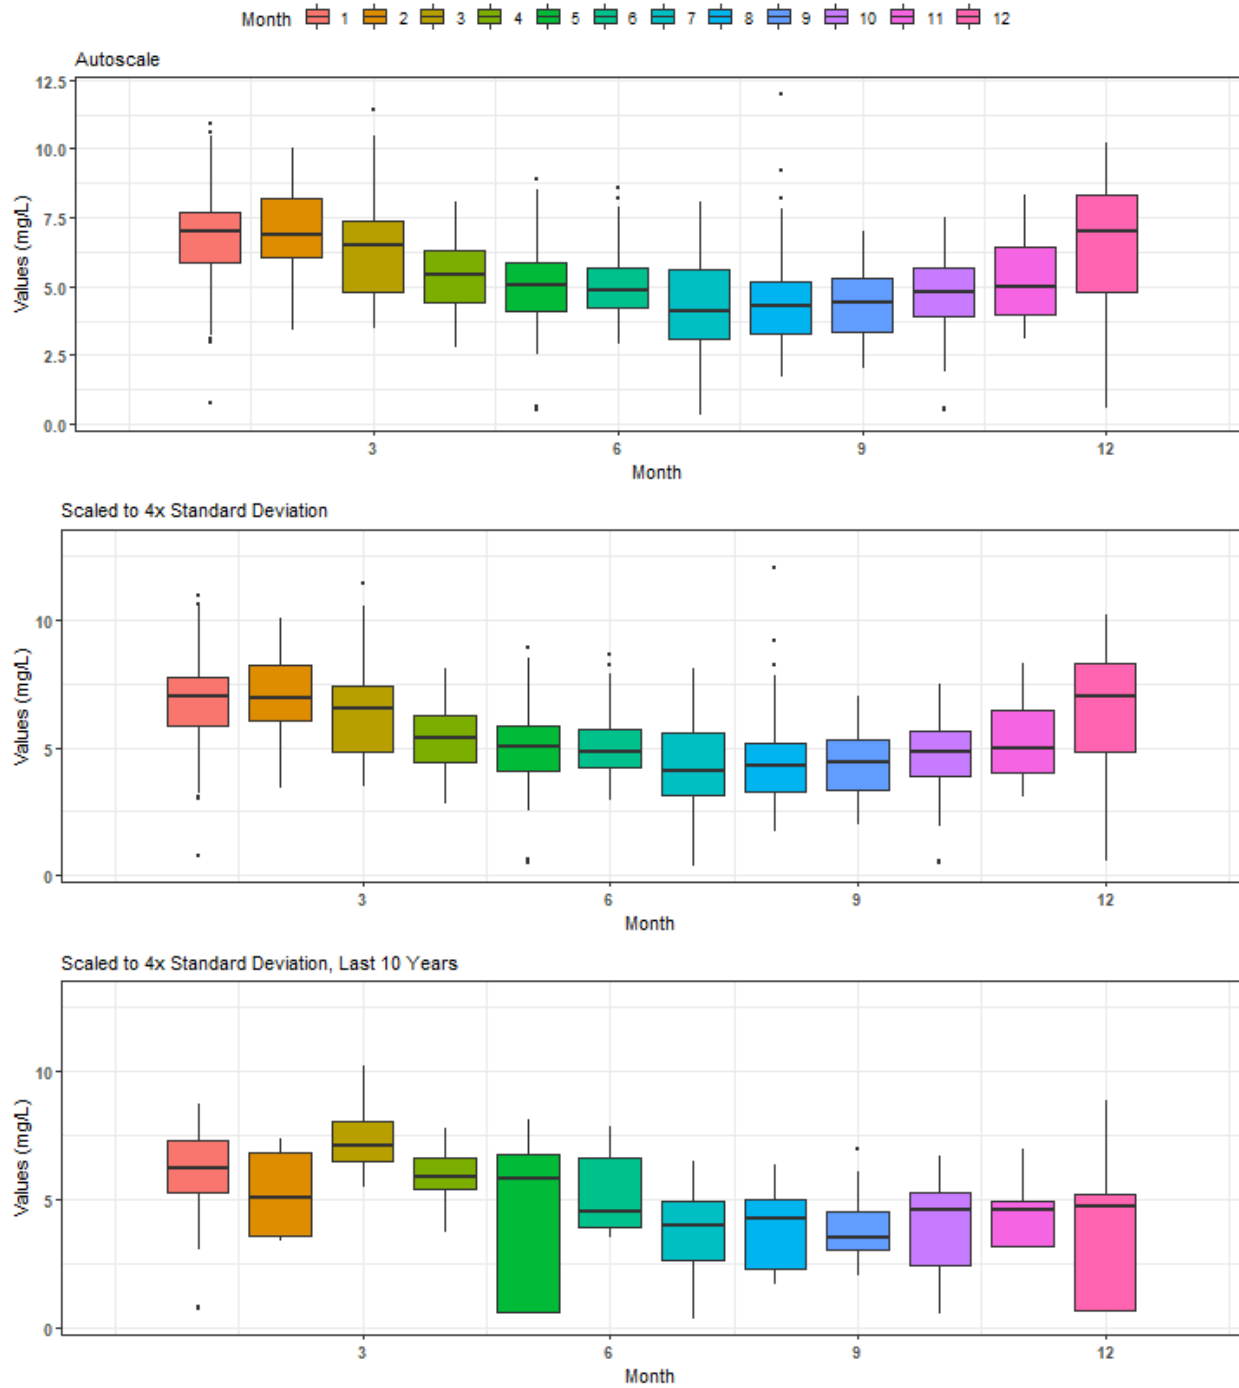 Month 1 2 3 4 5 6 7 8 9 10 11 12
Autoscale
Values (mg/L)
12.5
10.0
7.5
5.0
2.5
0.0
3 6 9 12
Month
Scaled to 4x Standard Deviation
Values (mg/L)
10
5
0
3 6 9 12
Month
Scaled to 4x Standard Deviation, Last 10 Years
Values (mg/L)
10
5
0
3 6 9 12
Month